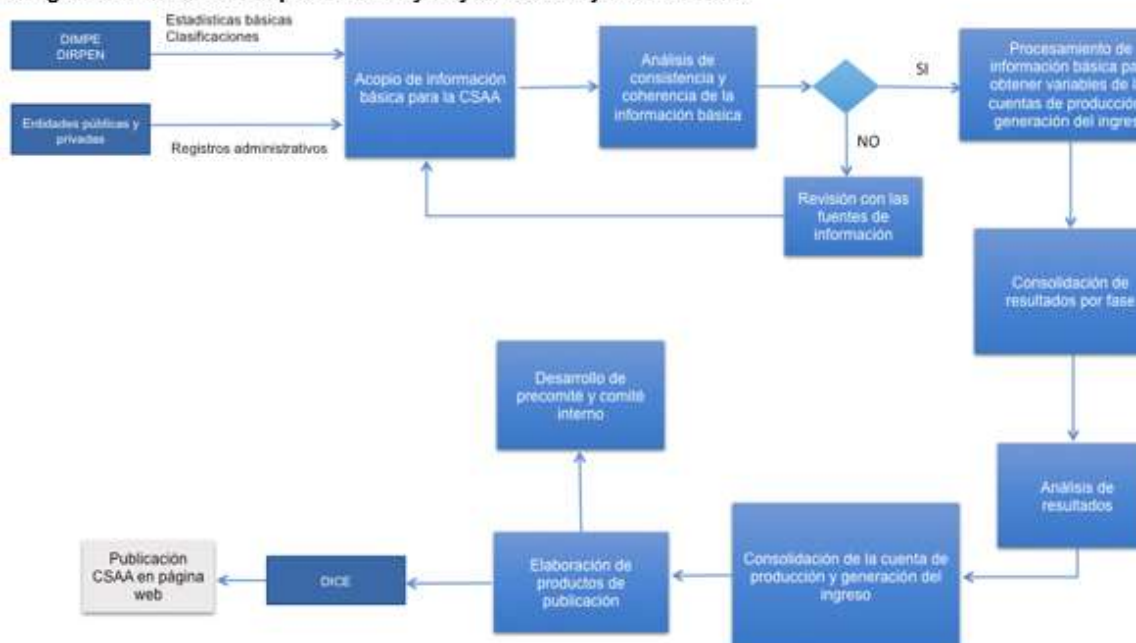 DIMPE
DIRPEN
Estadísticas básicas
Clasificaciones
Entidades públicas y
privadas
Registros administrativos
Acopio de información
básica para la CSAA
Análisis de
consistencia y
coherencia de la
información básica
SI
NO
Revisión con las
fuentes de
información
Procesamiento de
información básica
obtener variables de
cuentas de producción
generación del
Consolidación de
resultados por fase
Análisis de
resultados
Consolidación de la cuenta de
producción y generación del
ingreso
Desarrollo de
precomité y comité
interno
Elaboración de
productos de
publicación
DICE
Publicación
CSAA en página
web